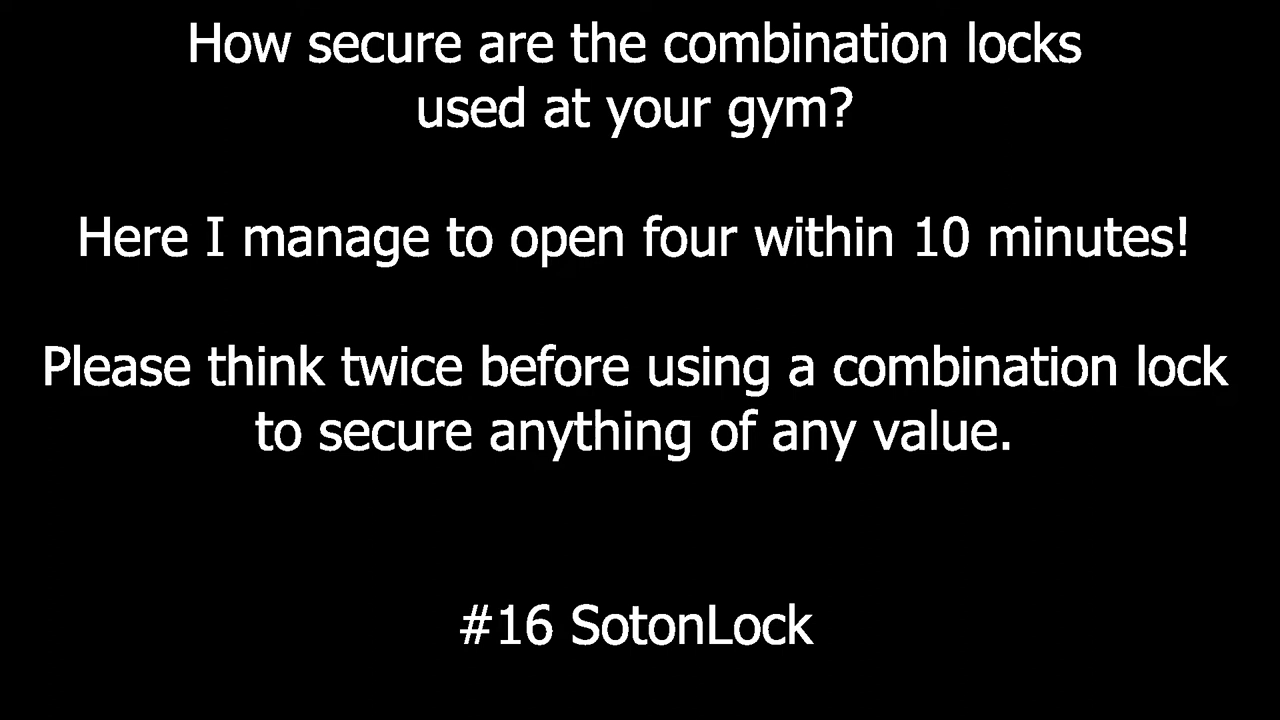 How secure are the combination locks
used at your gym?
Here I manage to open four within 10 minutes!
Please think twice before using a combination lock
to secure anything of any value.
#16 SotonLock